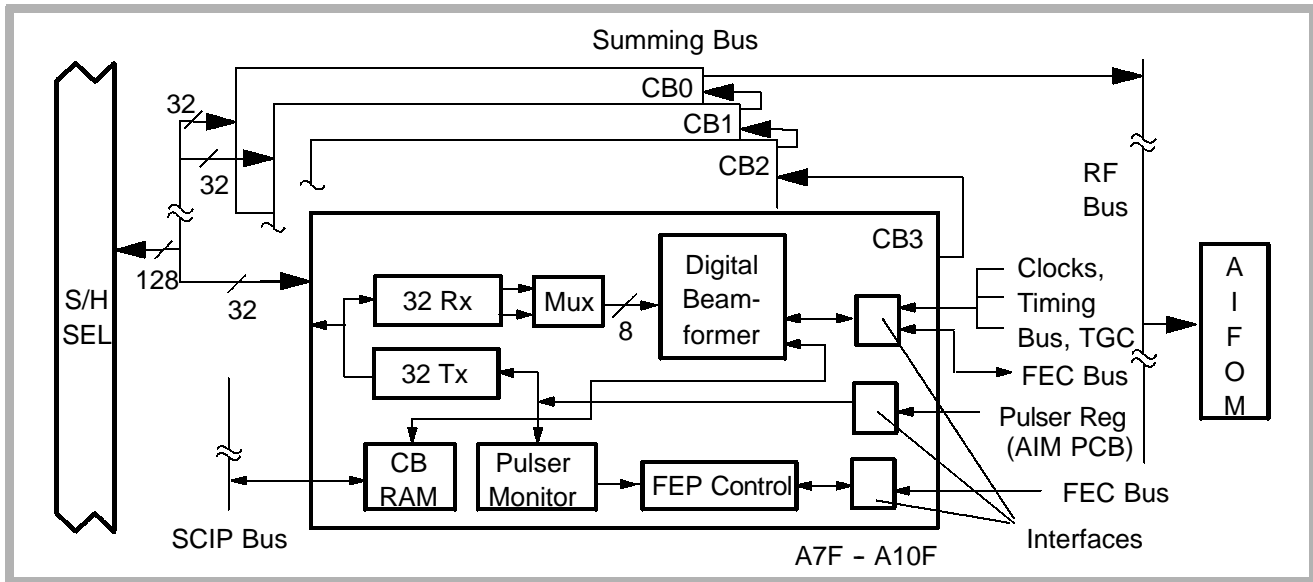 Summing Bus
CB0
CB1
CB2
CB3
32
32
128
32
S/H
SEL
32 Rx
Mux
8
Digital
Beam-
former
32 Tx
CB
RAM
Pulser
Monitor
FEP Control
SCIP Bus
RF
Bus
Clocks,
Timing
Bus, TGC
FEC Bus
Pulser Reg
(AIM PCB)
FEC Bus
Interfaces
A7F - A10F
A
I
F
O
M